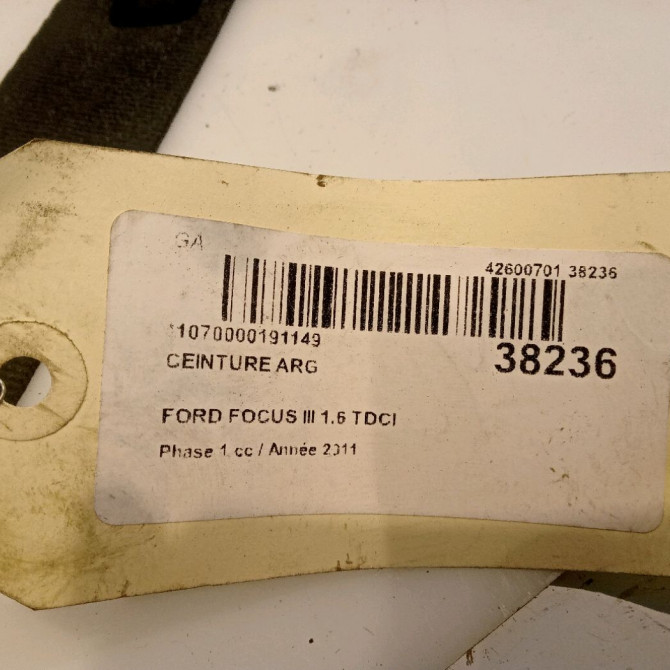 GA
42600701 38236
*1070000191149
38236
CEINTURE ARG
FORD FOCUS III 1.6 TDCI
Phase 1 cc / Année 2011